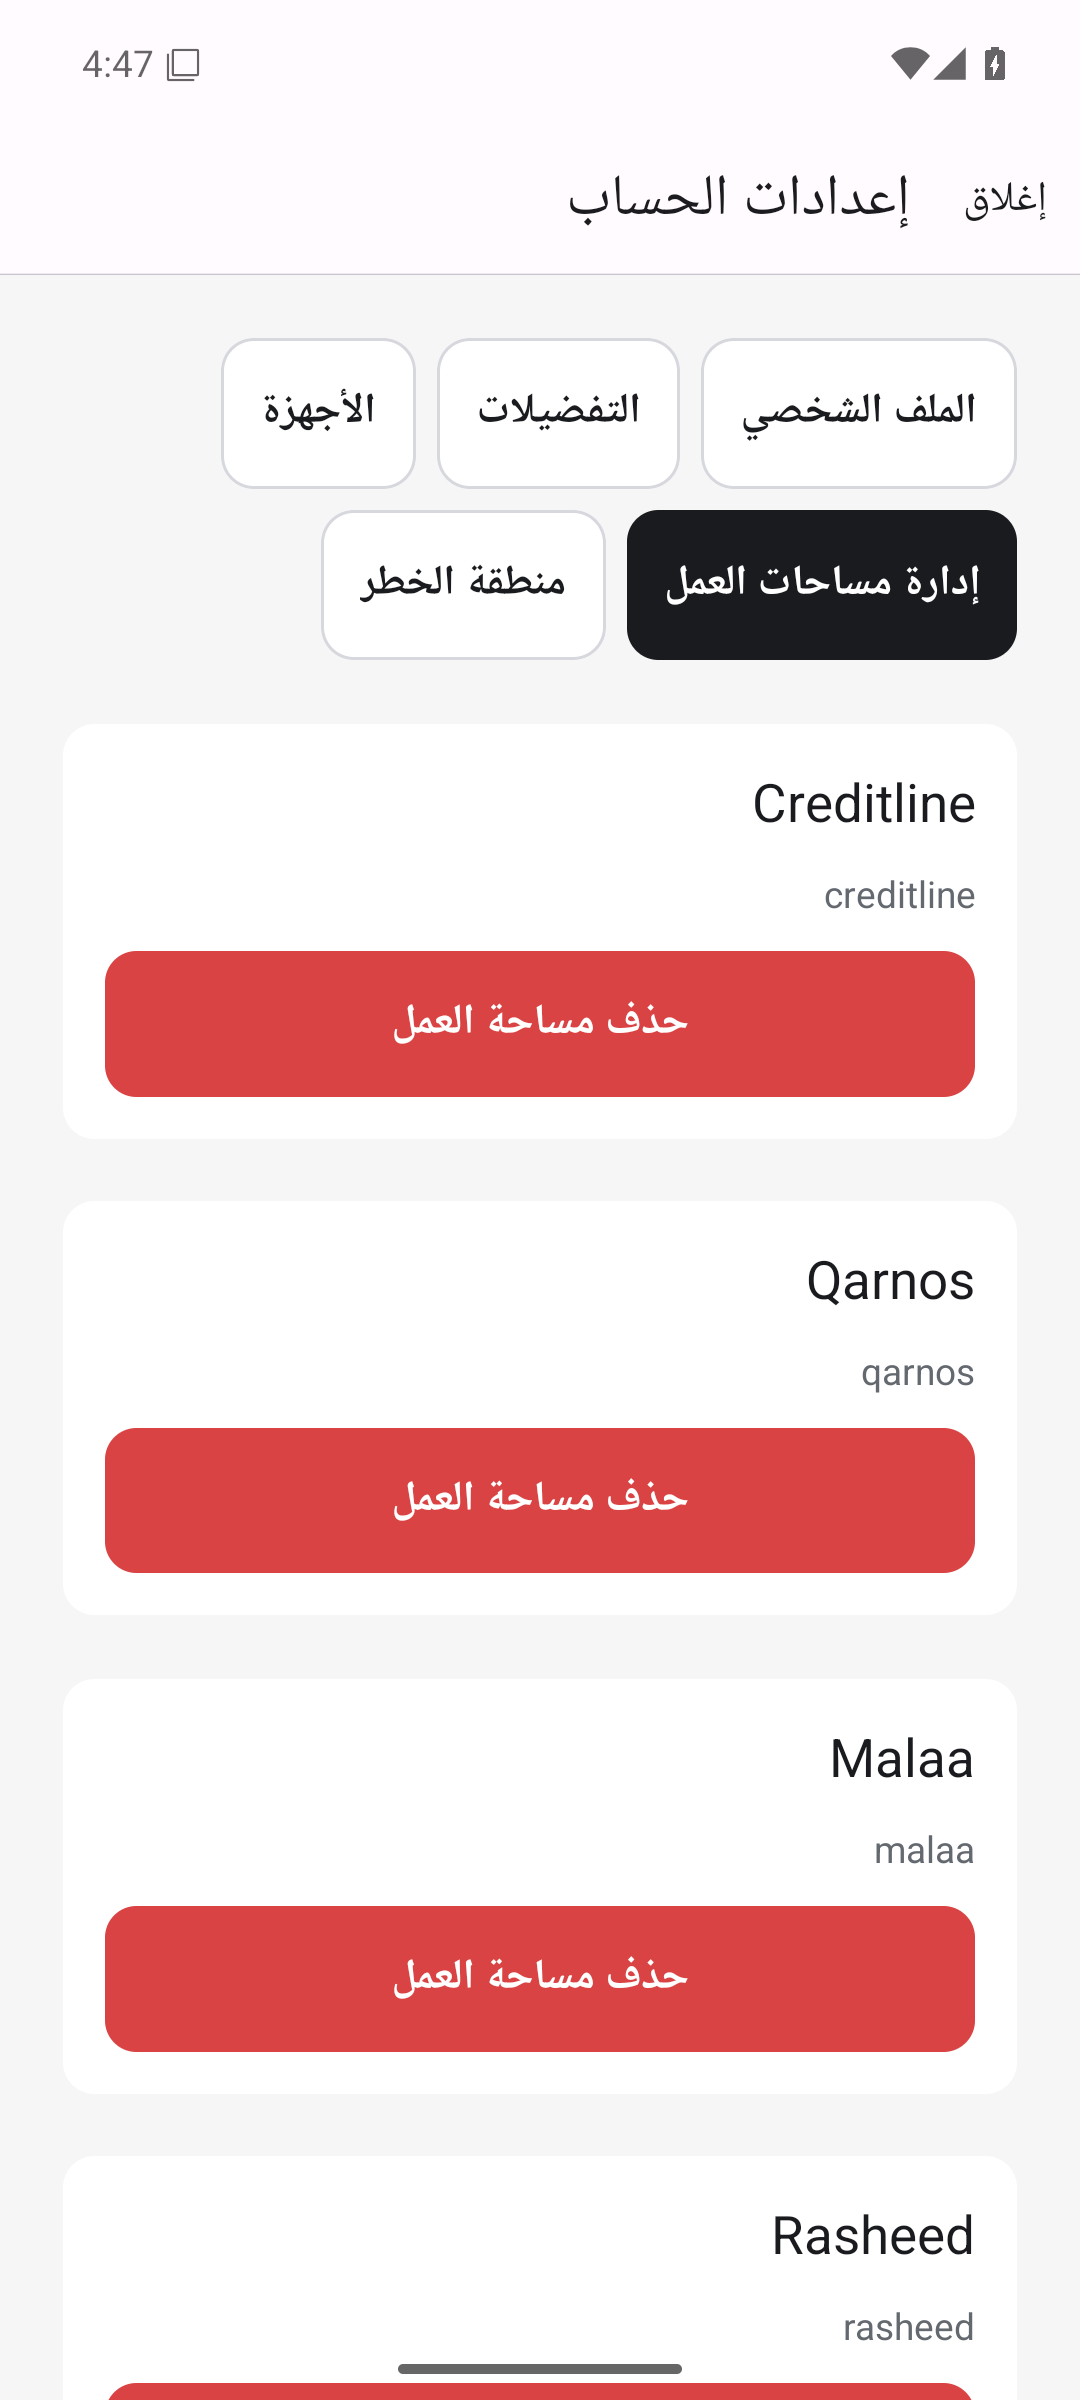 4:47
إغلاق
إعدادات الحساب
الملف الشخصي
التفضيلات
الأجهزة
إدارة مساحات العمل
منطقة الخطر
Creditline
creditline
حذف مساحة العمل
Qarnos
qarnos
حذف مساحة العمل
Malaa
malaa
حذف مساحة العمل
Rasheed
rasheed